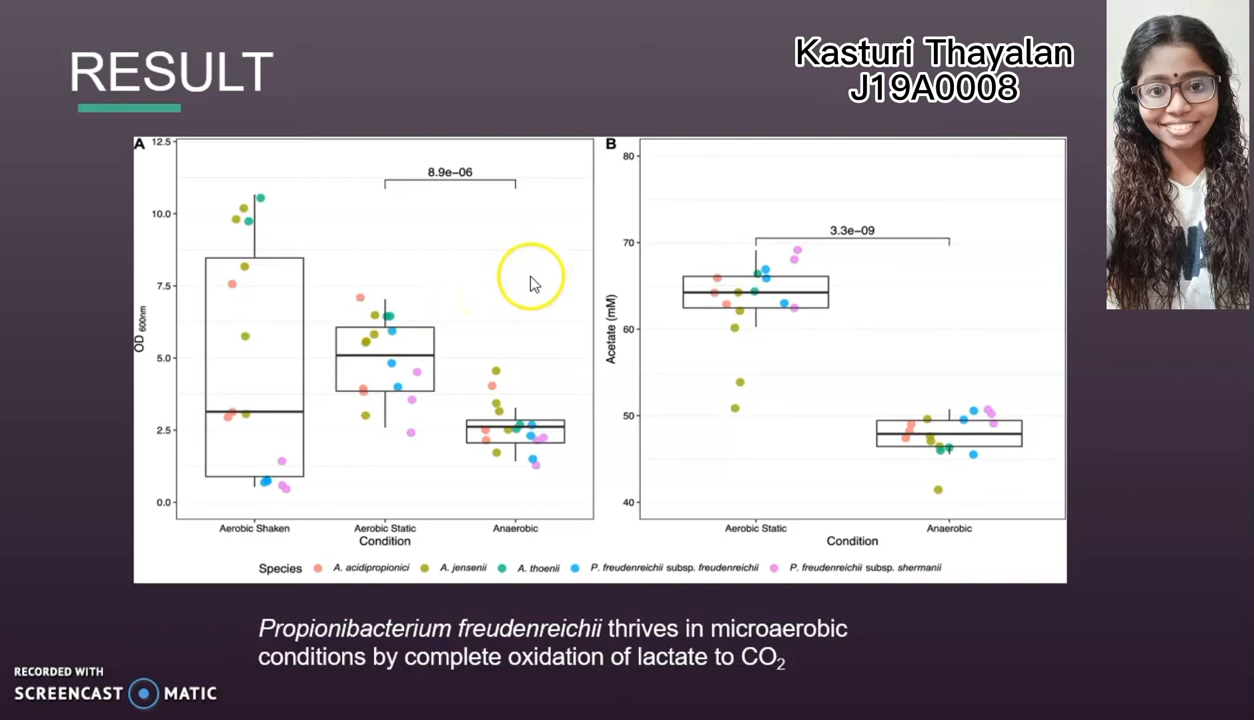 RESULT
Kasturi Thayalan
J19A0008
A
12.5
10.0
7.5
5.0
2.5
0.0
OD 600nm
8.9e−06
Aerobic Shaken
Aerobic Static
Anaerobic
Condition
B
80
70
60
50
40
Acetate (mM)
3.3e−09
Aerobic Static
Anaerobic
Condition
Species A. acidipropionici A. jensenii A. thoenii P. freudenreichii subsp. freudenreichii P. freudenreichii subsp. shermanii
Propionibacterium freudenreichii thrives in microaerobic
conditions by complete oxidation of lactate to CO₂
RECORDED WITH
SCREENCAST MATIC